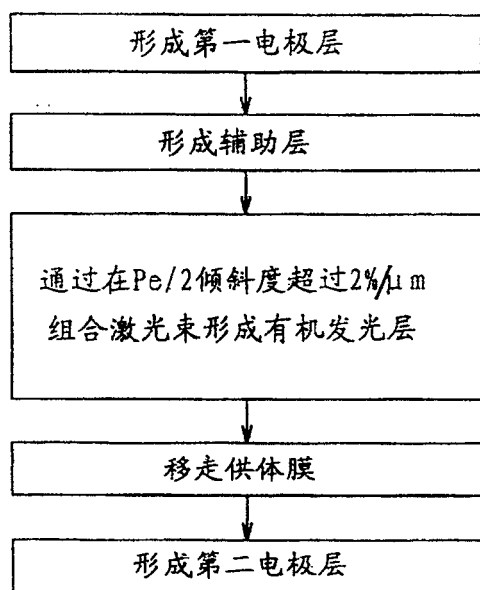 形成第一电极层
形成辅助层
通过在Pe/2倾斜度超过2%/μm
组合激光束形成有机发光层
移走供体膜
形成第二电极层